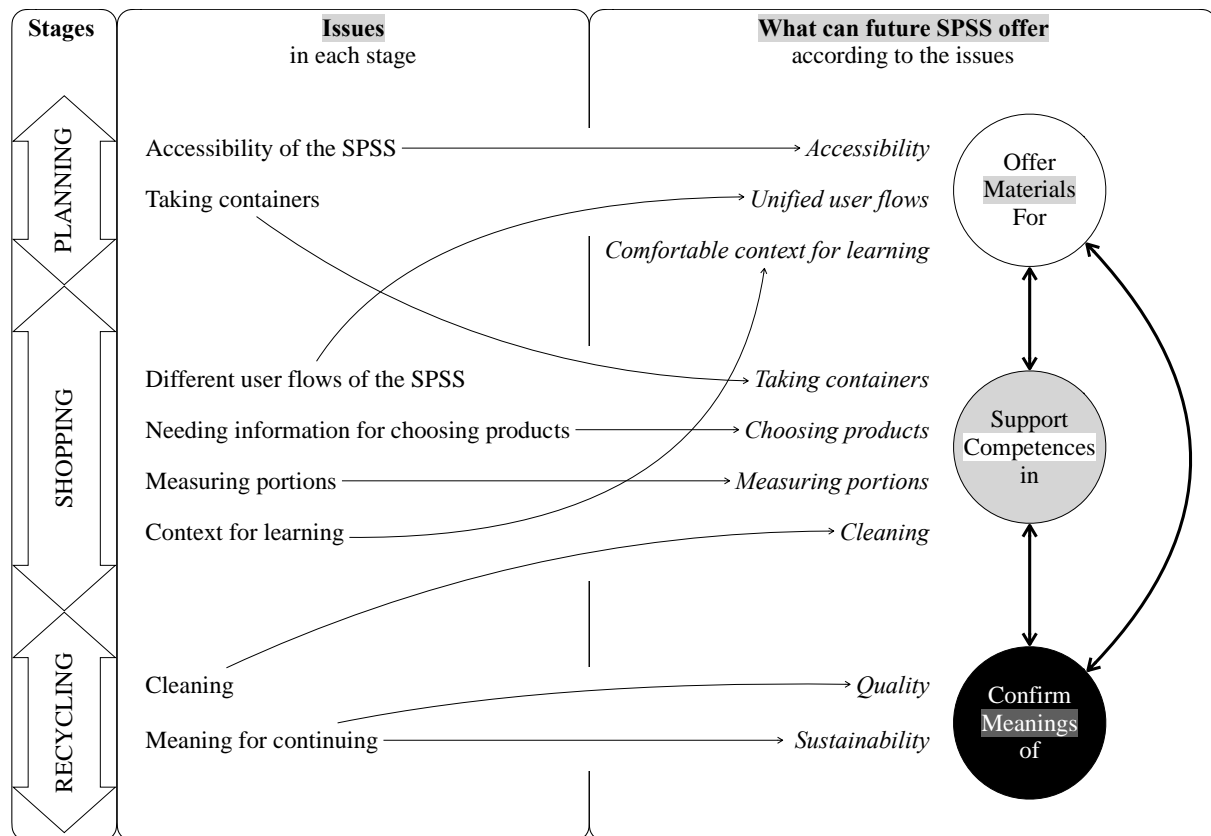 Stages
Issues
in each stage
What can future SPSS offer
according to the issues
PLANNING
Accessibility of the SPSS
Taking containers
Accessibility
Unified user flows
Comfortable context for learning
Offer
Materials
For
SHOPPING
Different user flows of the SPSS
Needing information for choosing products
Measuring portions
Context for learning
Taking containers
Choosing products
Measuring portions
Cleaning
Support
Competences
in
RECYCLING
Cleaning
Meaning for continuing
Quality
Sustainability
Confirm
Meanings
of